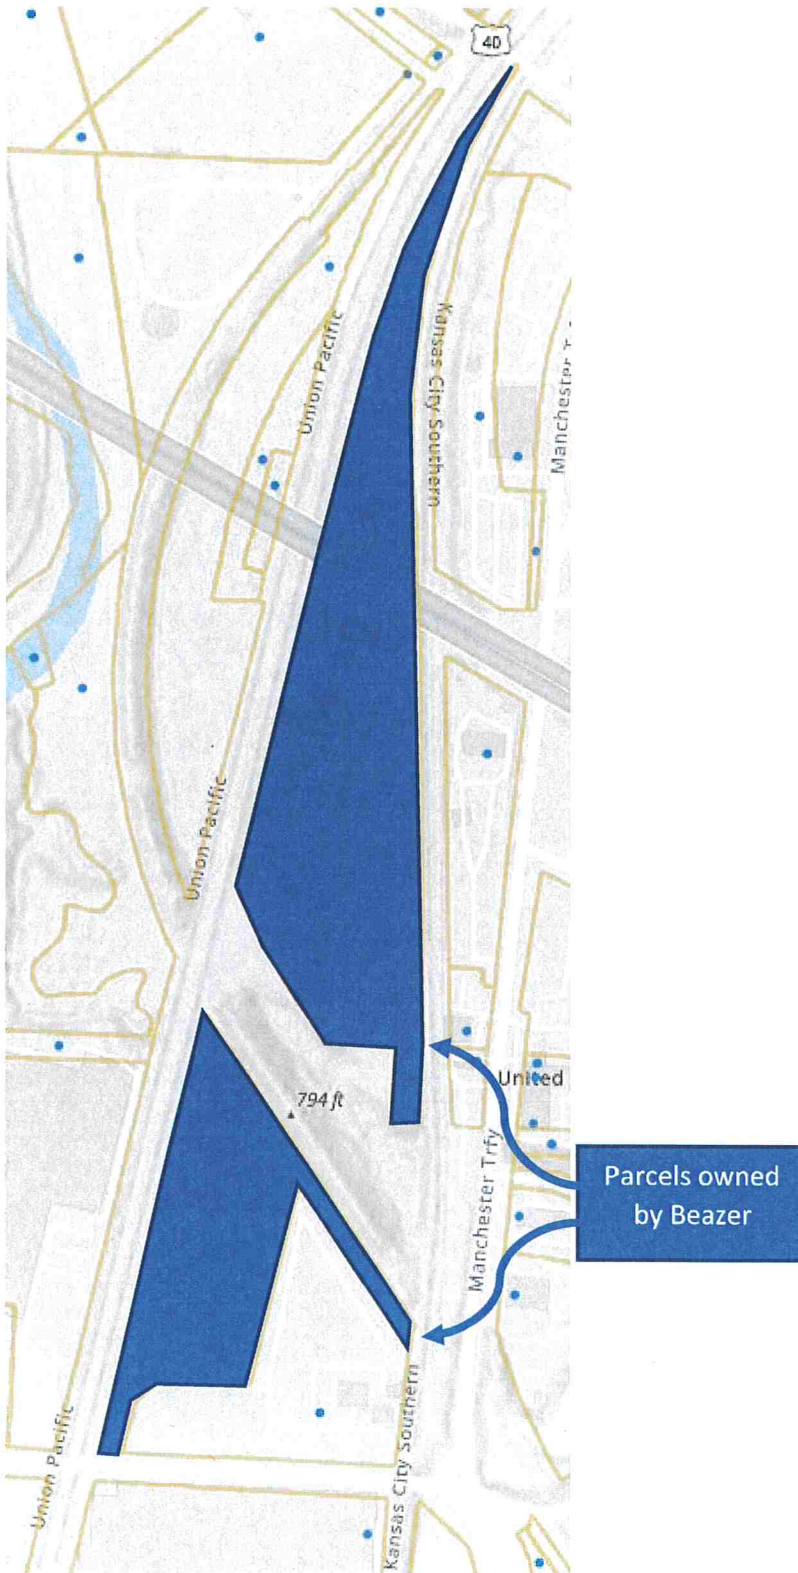 40
Union Pacific
Kansas City Southern
Manchester
Union Pacific
794 ft
United
Manchester Trfy
Parcels owned
by Beazer
Union Pacific
Kansas City Southern